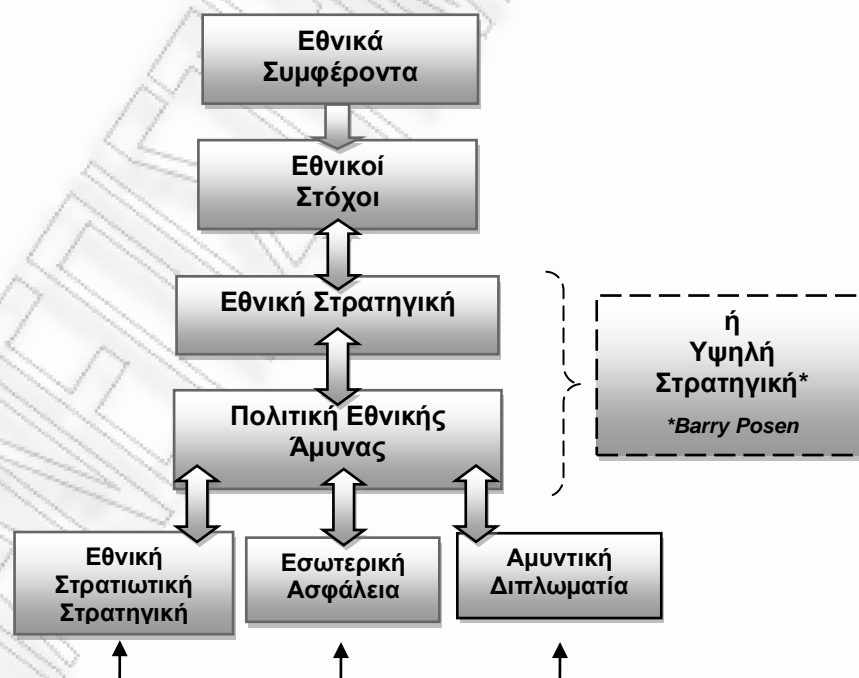 Εθνικά
Συμφέροντα
Εθνικοί
Στόχοι
Εθνική Στρατηγική
ή
Υψηλή
Στρατηγική*
*Barry Posen
Πολιτική Εθνικής
Άμυνας
Εθνική
Στρατιωτική
Στρατηγική
Εσωτερική
Ασφάλεια
Αμυντική
Διπλωματία